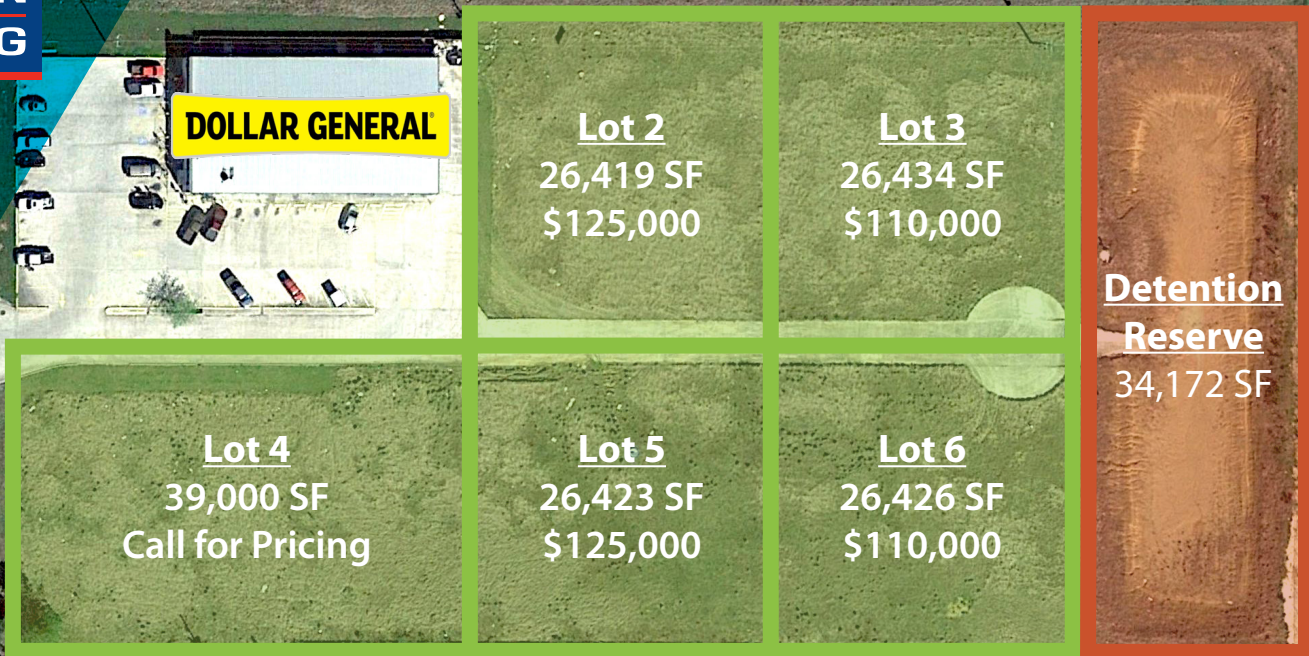 G
DOLLAR GENERAL
Lot 2
26,419 SF
$125,000
Lot 3
26,434 SF
$110,000
Detention
Reserve
34,172 SF
Lot 4
39,000 SF
Call for Pricing
Lot 5
26,423 SF
$125,000
Lot 6
26,426 SF
$110,000